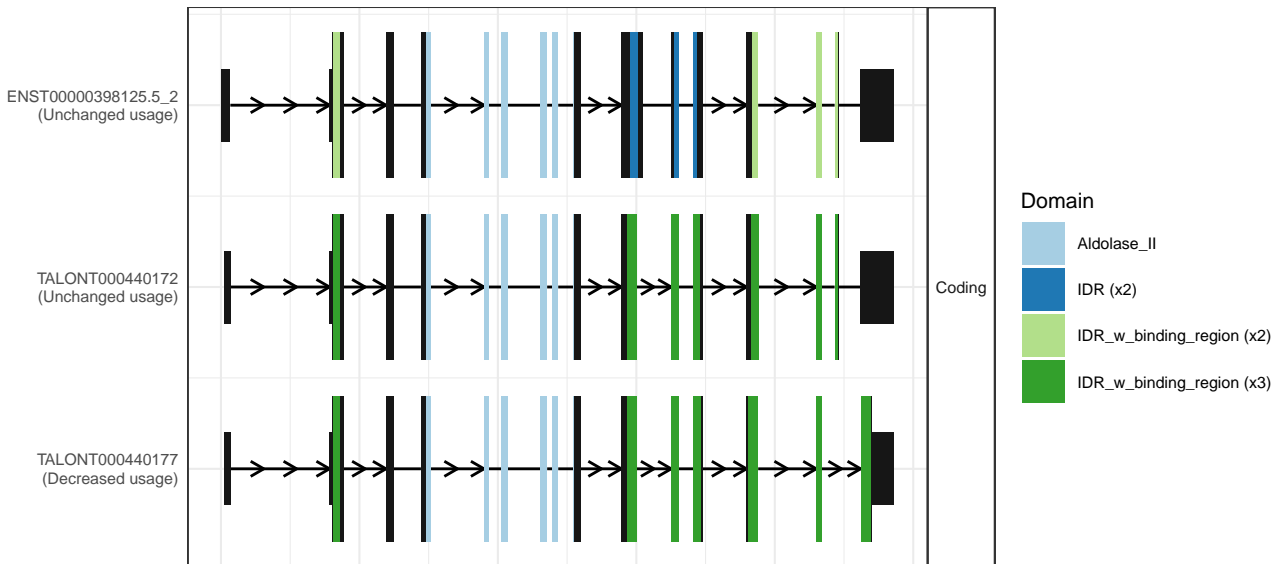 ENST00000398125.5_2
(Unchanged usage)
TALONT000440172
(Unchanged usage)
TALONT000440177
(Decreased usage)
Coding
Domain
Aldolase_II
IDR (x2)
IDR_w_binding_region (x2)
IDR_w_binding_region (x3)